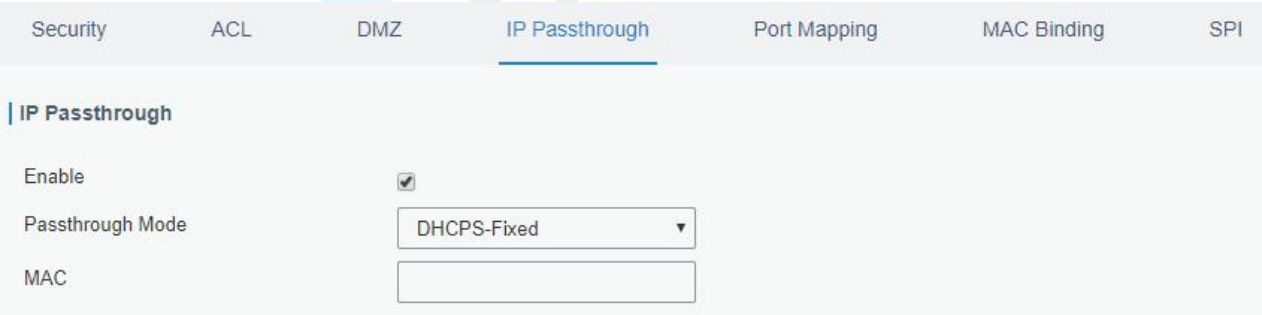 Security ACL DMZ IP Passthrough Port Mapping MAC Binding SPI
IP Passthrough
Enable
Passthrough Mode DHCPS-Fixed
MAC